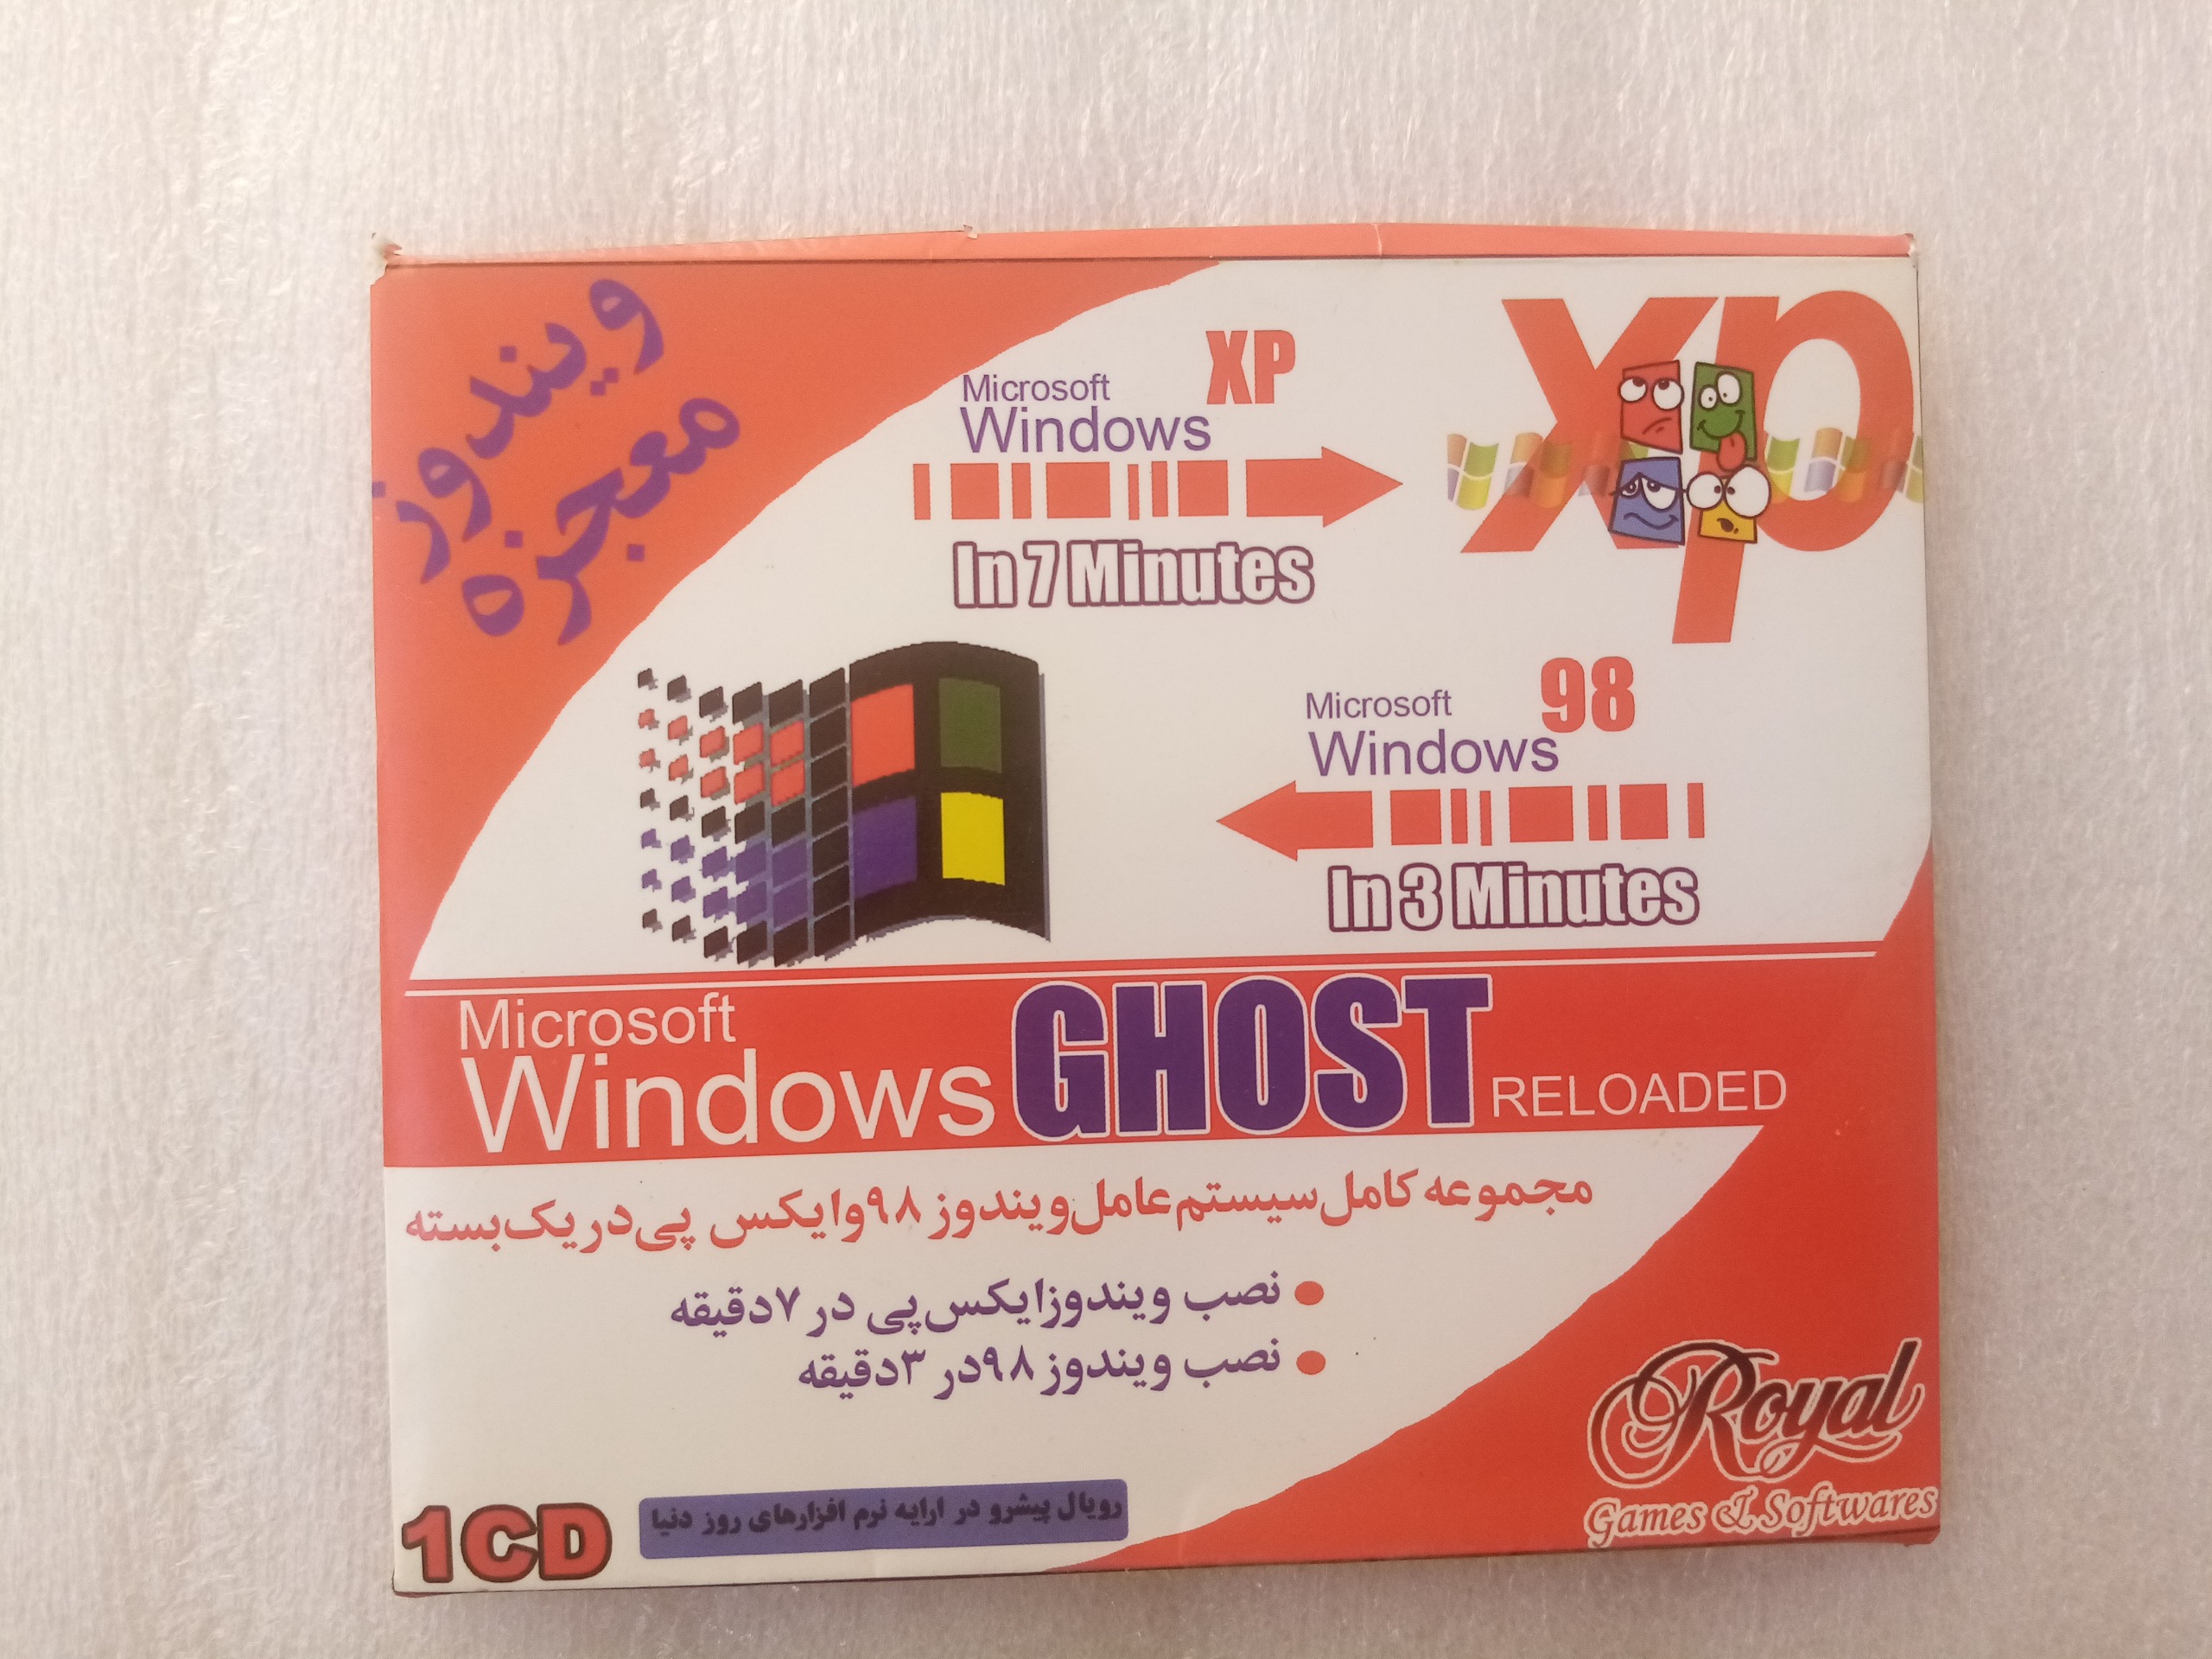 ویندوز
معجزه
Microsoft
Windows XP
In 7 Minutes
xp
Microsoft
Windows 98
In 3 Minutes
Microsoft
Windows GHOST RELOADED
مجموعه کامل سیستم عامل ویندوز ۹۸ وایکس پی در یک بسته
نصب ویندوز ایکس پی در ۷ دقیقه
نصب ویندوز ۹۸ در ۳ دقیقه
Royal
Games & Softwares
1CD
رویال پیشرو در ارایه نرم افزارهای روز دنیا